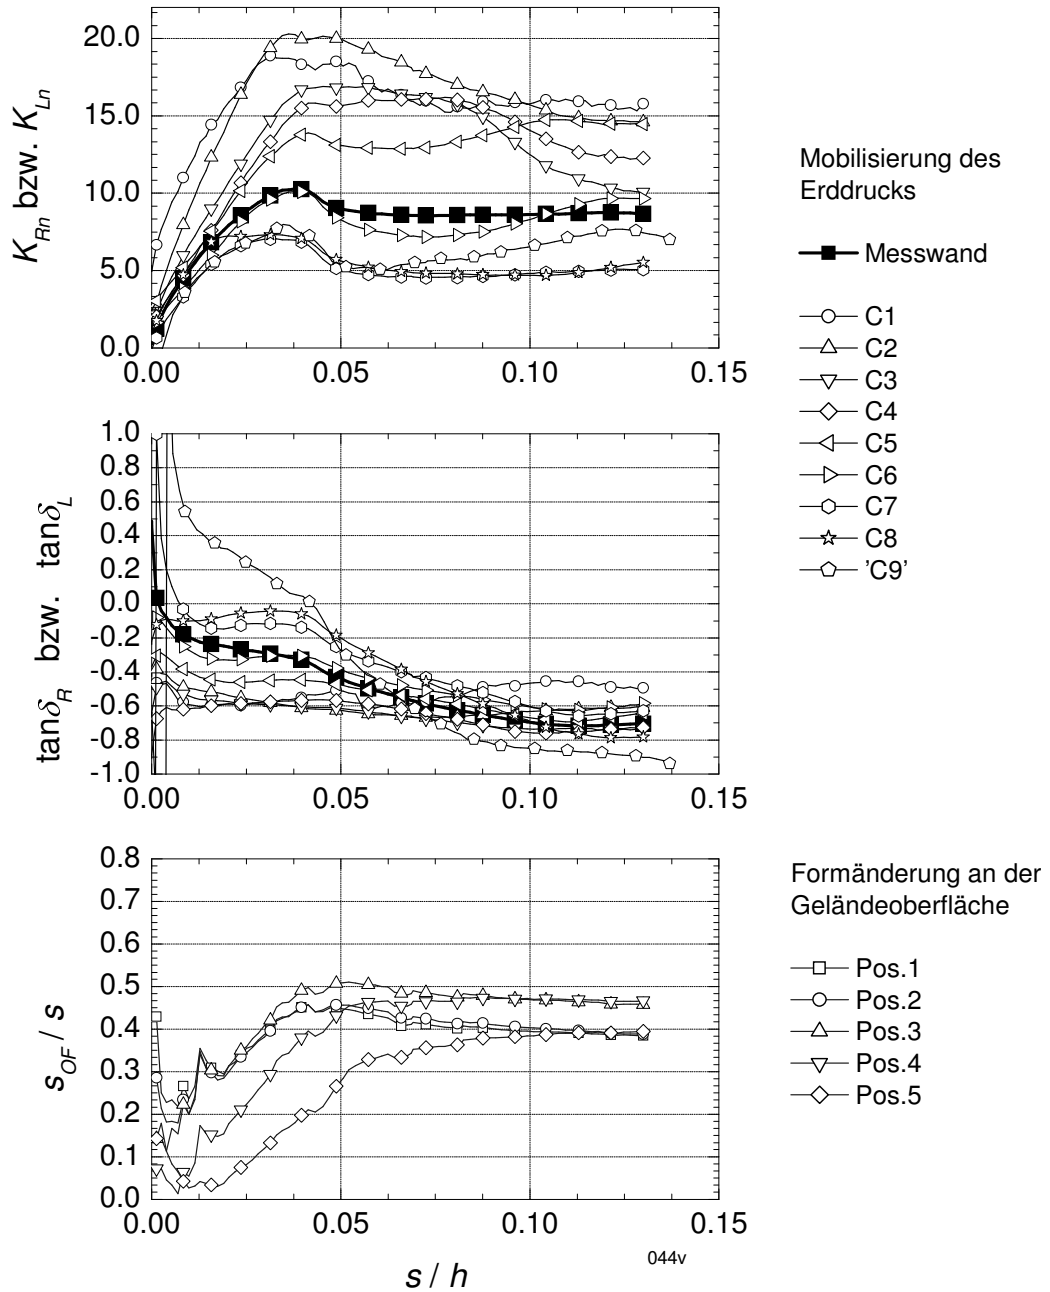 20.0
15.0
10.0
5.0
0.0
K_Rn bzw. K_Ln
0.00 0.05 0.10 0.15
1.0
0.8
0.6
0.4
0.2
0.0
-0.2
-0.4
-0.6
-0.8
-1.0
tanδ_R bzw. tanδ_L
0.00 0.05 0.10 0.15
0.8
0.7
0.6
0.5
0.4
0.3
0.2
0.1
0.0
s_OF / s
0.00 0.05 0.10 0.15
s / h
044v
Mobilisierung des
Erddrucks
Messwand
C1
C2
C3
C4
C5
C6
C7
C8
'C9'
Formänderung an der
Geländeoberfläche
Pos.1
Pos.2
Pos.3
Pos.4
Pos.5